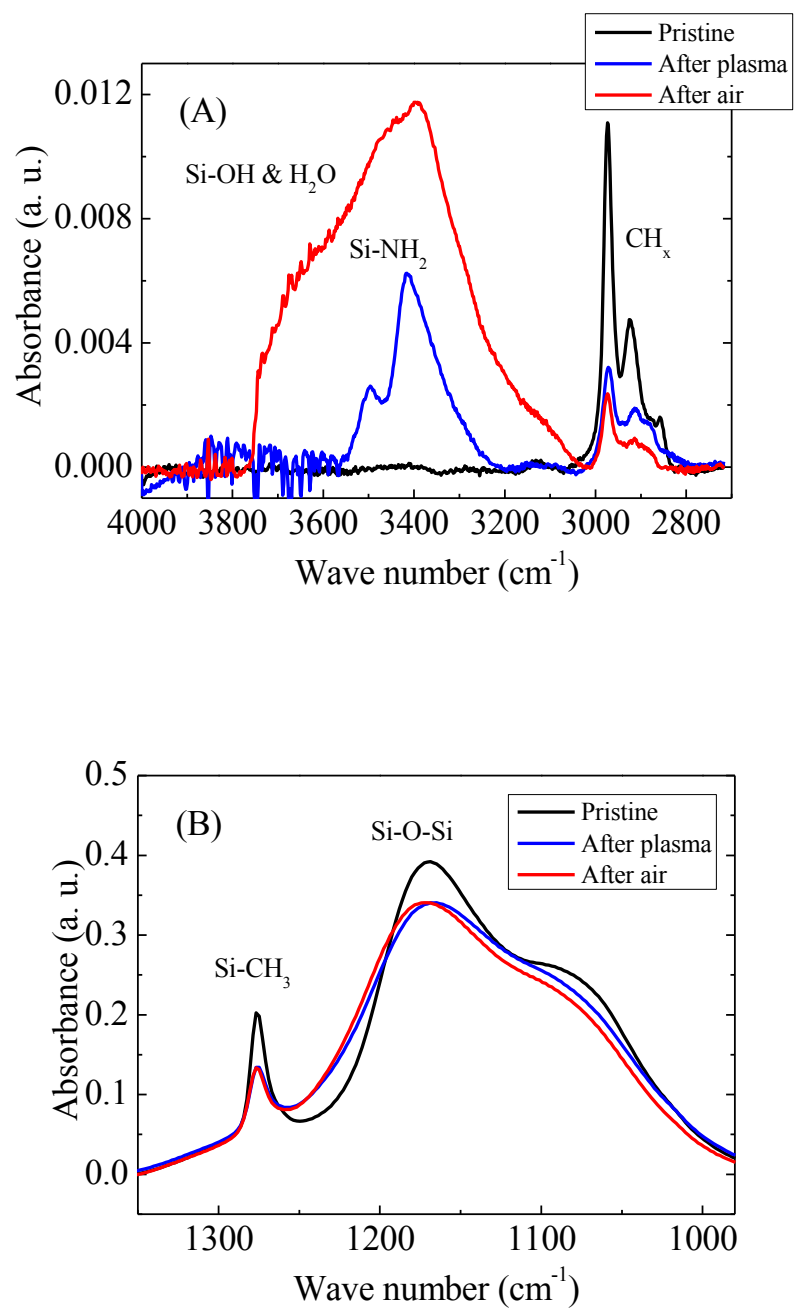 Pristine
After plasma
After air
(A)
0.012
Si-OH & H₂O
Si-NH₂
CHₓ
0.008
0.004
0.000
Absorbance (a. u.)
4000 3800 3600 3400 3200 3000 2800
Wave number (cm⁻¹)
0.5
(B)
Pristine
After plasma
After air
Si-O-Si
0.4
0.3
Si-CH₃
0.2
0.1
0.0
Absorbance (a. u.)
1300 1200 1100 1000
Wave number (cm⁻¹)